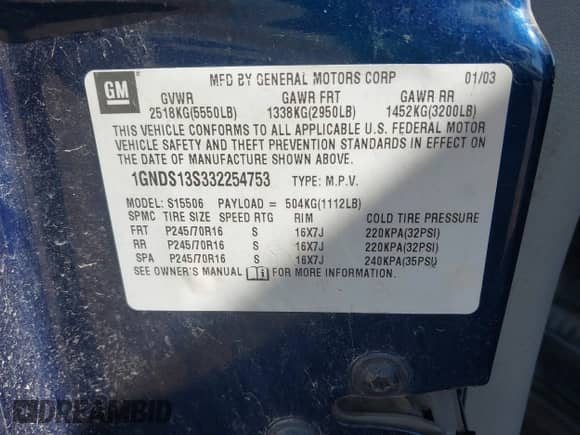 GM
MFD BY GENERAL MOTORS CORP 01/03
GVWR GAWR FRT GAWR RR
2518KG(5550LB) 1338KG(2950LB) 1452KG(3200LB)
THIS VEHICLE CONFORMS TO ALL APPLICABLE U.S. FEDERAL MOTOR
VEHICLE SAFETY AND THEFT PREVENTION STANDARDS IN EFFECT ON
THE DATE OF MANUFACTURE SHOWN ABOVE.
1GNDS13S332254753 TYPE: M.P.V.
MODEL: S15506 PAYLOAD = 504KG(1112LB)
SPMC TIRE SIZE SPEED RTG RIM COLD TIRE PRESSURE
FRT P245/70R16 S 16X7J 220KPA(32PSI)
RR P245/70R16 S 16X7J 220KPA(32PSI)
SPA P245/70R16 S 16X7J 240KPA(35PSI)
SEE OWNER'S MANUAL FOR MORE INFORMATION.
DREAMBID